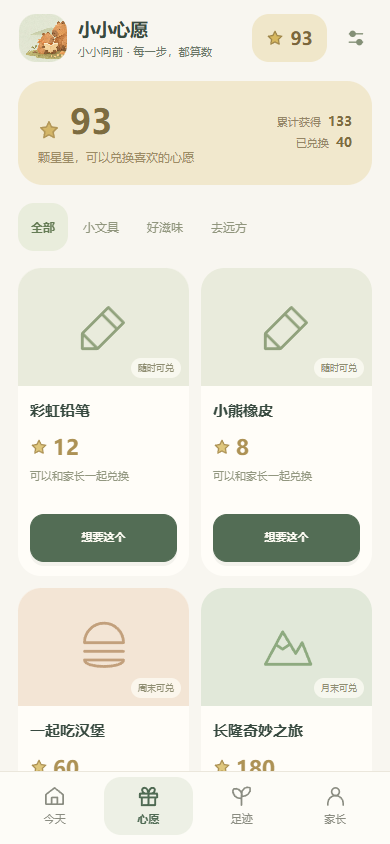 小小心愿
小小向前 · 每一步，都算数
93
93
颗星星，可以兑换喜欢的心愿
累计获得 133
已兑换 40
全部 小文具 好滋味 去远方
随时可兑
彩虹铅笔
12
可以和家长一起兑换
想要这个
随时可兑
小熊橡皮
8
可以和家长一起兑换
想要这个
周末可兑
一起吃汉堡
60
月末可兑
长隆奇妙之旅
180
今天 心愿 足迹 家长